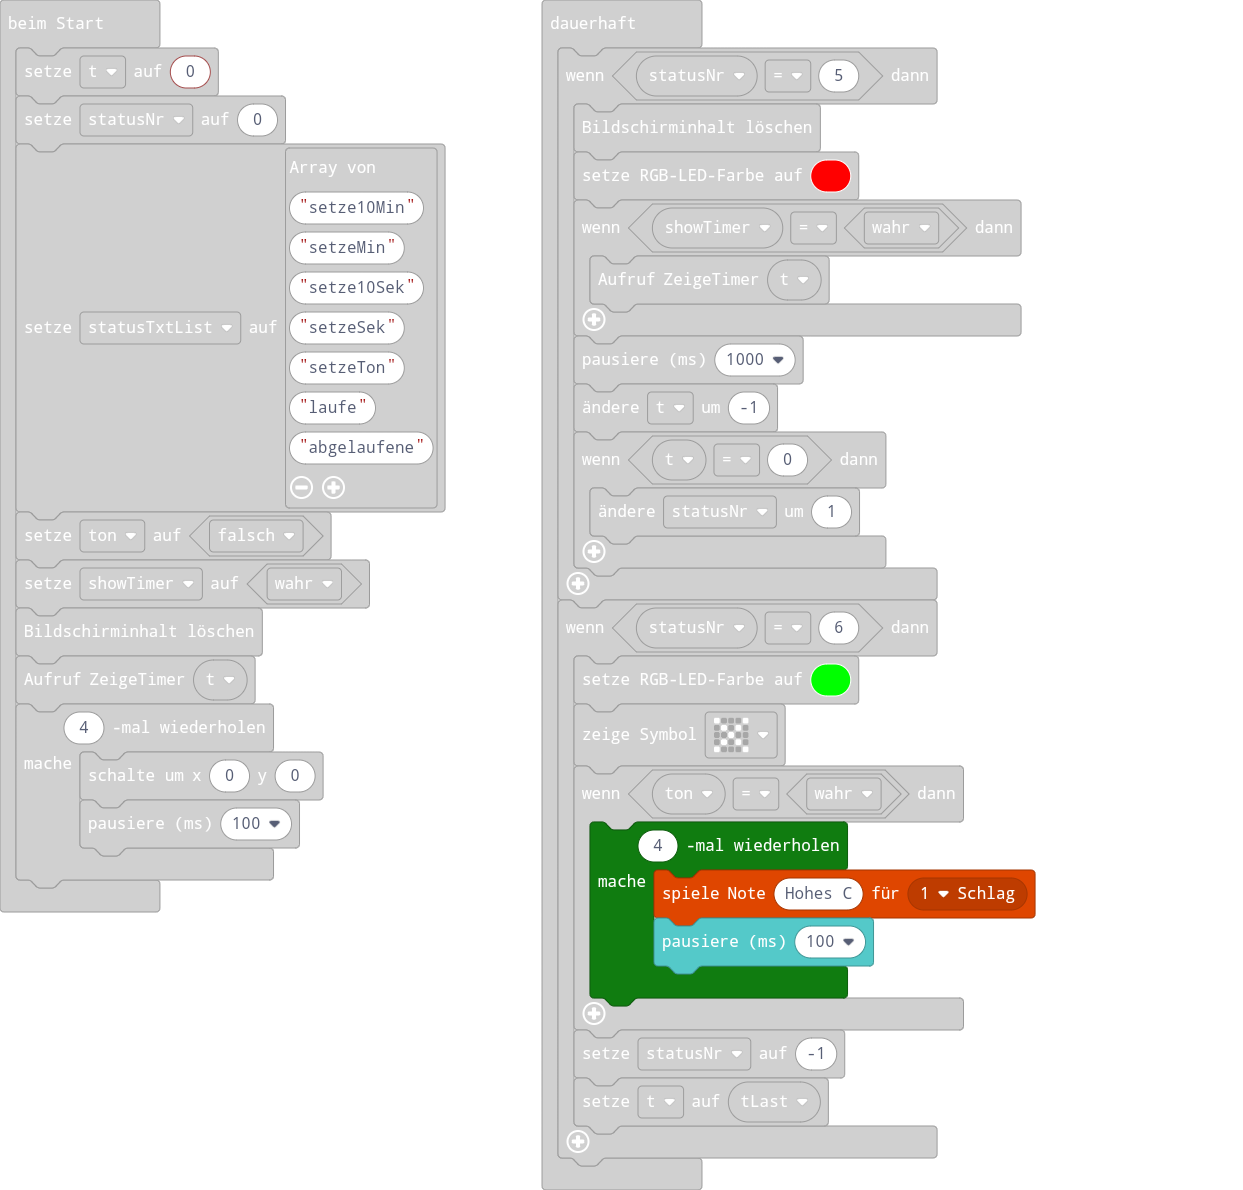 beim Start
setze t auf 0
setze statusNr auf 0
setze statusTxtList auf
Array von
"setze10Min"
"setzeMin"
"setze10Sek"
"setzeSek"
"setzeTon"
"laufe"
"abgelaufene"
setze ton auf falsch
setze showTimer auf wahr
Bildschirminhalt löschen
Aufruf ZeigeTimer t
4 -mal wiederholen
mache
schalte um x 0 y 0
pausiere (ms) 100
dauerhaft
wenn statusNr = 5 dann
Bildschirminhalt löschen
setze RGB-LED-Farbe auf
wenn showTimer = wahr dann
Aufruf ZeigeTimer t
pausiere (ms) 1000
ändere t um -1
wenn t = 0 dann
ändere statusNr um 1
wenn statusNr = 6 dann
setze RGB-LED-Farbe auf
zeige Symbol
wenn ton = wahr dann
4 -mal wiederholen
mache
spiele Note Hohes C für 1 Schlag
pausiere (ms) 100
setze statusNr auf -1
setze t auf tLast